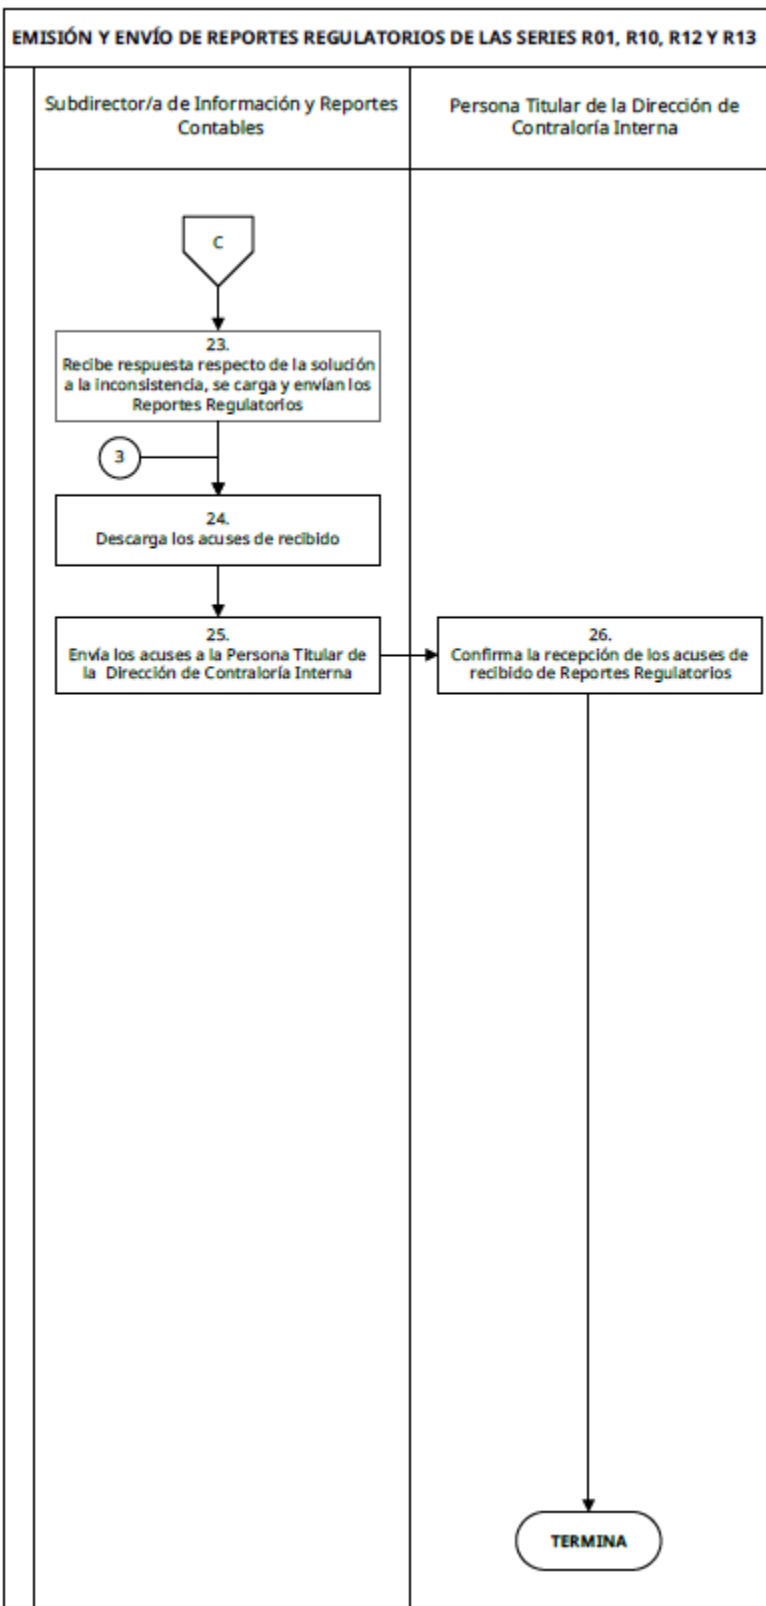 EMISIÓN Y ENVÍO DE REPORTES REGULATORIOS DE LAS SERIES R01, R10, R12 Y R13
Subdirector/a de Información y Reportes
Contables
Persona Titular de la Dirección de
Contraloría Interna
C
23.
Recibe respuesta respecto de la solución
a la inconsistencia, se carga y envían los
Reportes Regulatorios
3
24.
Descarga los acuses de recibido
25.
Envía los acuses a la Persona Titular de
la Dirección de Contraloría Interna
26.
Confirma la recepción de los acuses de
recibido de Reportes Regulatorios
TERMINA